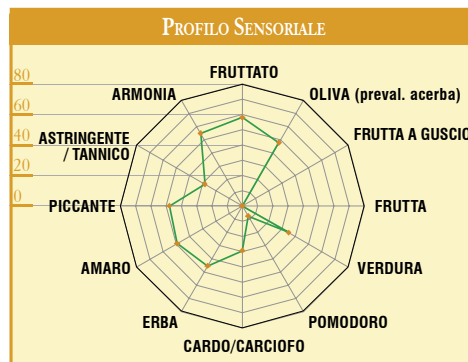 PROFILO SENSORIALE
80
60
40
20
0
FRUTTATO
ARMONIA
OLIVA (preval. acerba)
ASTRINGENTE
/ TANNICO
FRUTTA A GUSCIO
PICCANTE
FRUTTA
AMARO
VERDURA
ERBA
POMODORO
CARDO/CARCIOFO